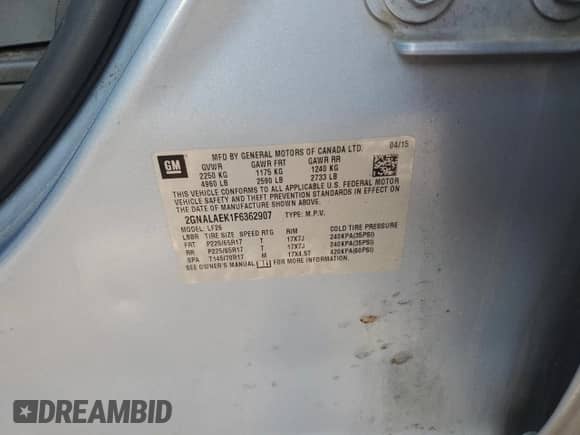 GM
MFD BY GENERAL MOTORS OF CANADA LTD.
04/15
GVWR GAWR FRT GAWR RR
2250 KG 1175 KG 1240 KG
4960 LB 2590 LB 2733 LB
THIS VEHICLE CONFORMS TO ALL APPLICABLE U.S. FEDERAL MOTOR
VEHICLE SAFETY AND THEFT PREVENTION STANDARDS IN EFFECT ON
THE DATE OF MANUFACTURE SHOWN ABOVE.
2GNALAEK1F6362907 TYPE: M.P.V.
MODEL: LF26
LBBR TIRE SIZE SPEED RTG RIM COLD TIRE PRESSURE
FRT P225/65R17 T 17X7J 240KPA(35PSI)
RR P225/65R17 T 17X7J 240KPA(35PSI)
SPA T145/70R17 M 17X4.5T 420KPA(60PSI)
SEE OWNER'S MANUAL FOR MORE INFORMATION.
DREAMBID